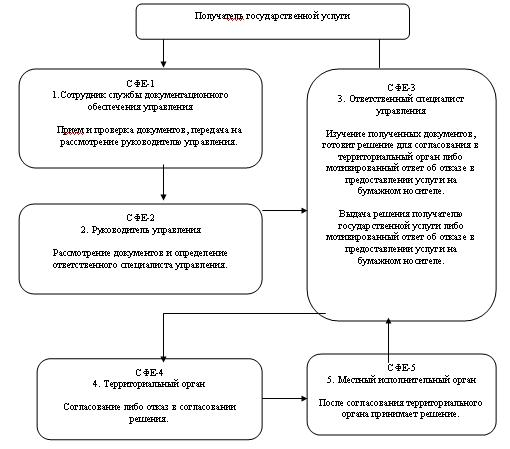 Получатель государственной услуги
СФЕ-1
1.Сотрудник службы документационного
обеспечения управления
Прием и проверка документов, передача на
рассмотрение руководителю управления.
СФЕ-2
2. Руководитель управления
Рассмотрение документов и определение
ответственного специалиста управления.
СФЕ-3
3. Ответственный специалист
управления
Изучение полученных документов,
готовит решение для согласования в
территориальный орган либо
мотивированный ответ об отказе в
предоставлении услуги на
бумажном носителе.
Выдача решения получателю
государственной услуги либо
мотивированный ответ об отказе в
предоставлении услуги на
бумажном носителе.
СФЕ-4
4. Территориальный орган
Согласование либо отказ в согласовании
решения.
СФЕ-5
5. Местный исполнительный орган
После согласования территориального
органа принимает решение.